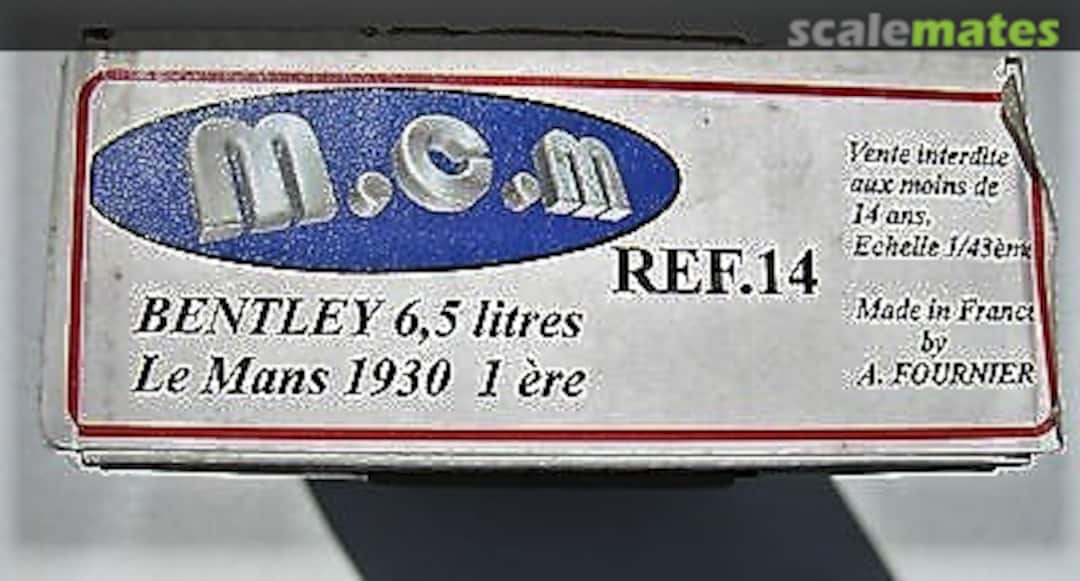 scalemates
m.c.m
REF.14
BENTLEY 6,5 litres
Le Mans 1930 1 ère
Vente interdite
aux moins de
14 ans.
Echelle 1/43ème
Made in France
by
A. FOURNIER